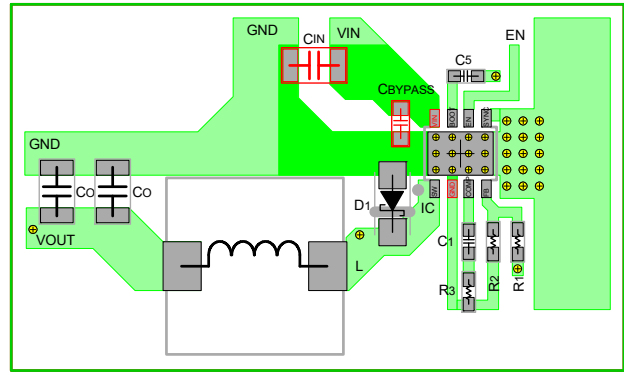 GND
CIN
VIN
EN
C5
CBYPASS
VIN
BOOT
EN
SYNC
GND
CO
CO
D1
IC
SW
GND
COMP
FB
VOUT
L
C1
R3
R2
R1